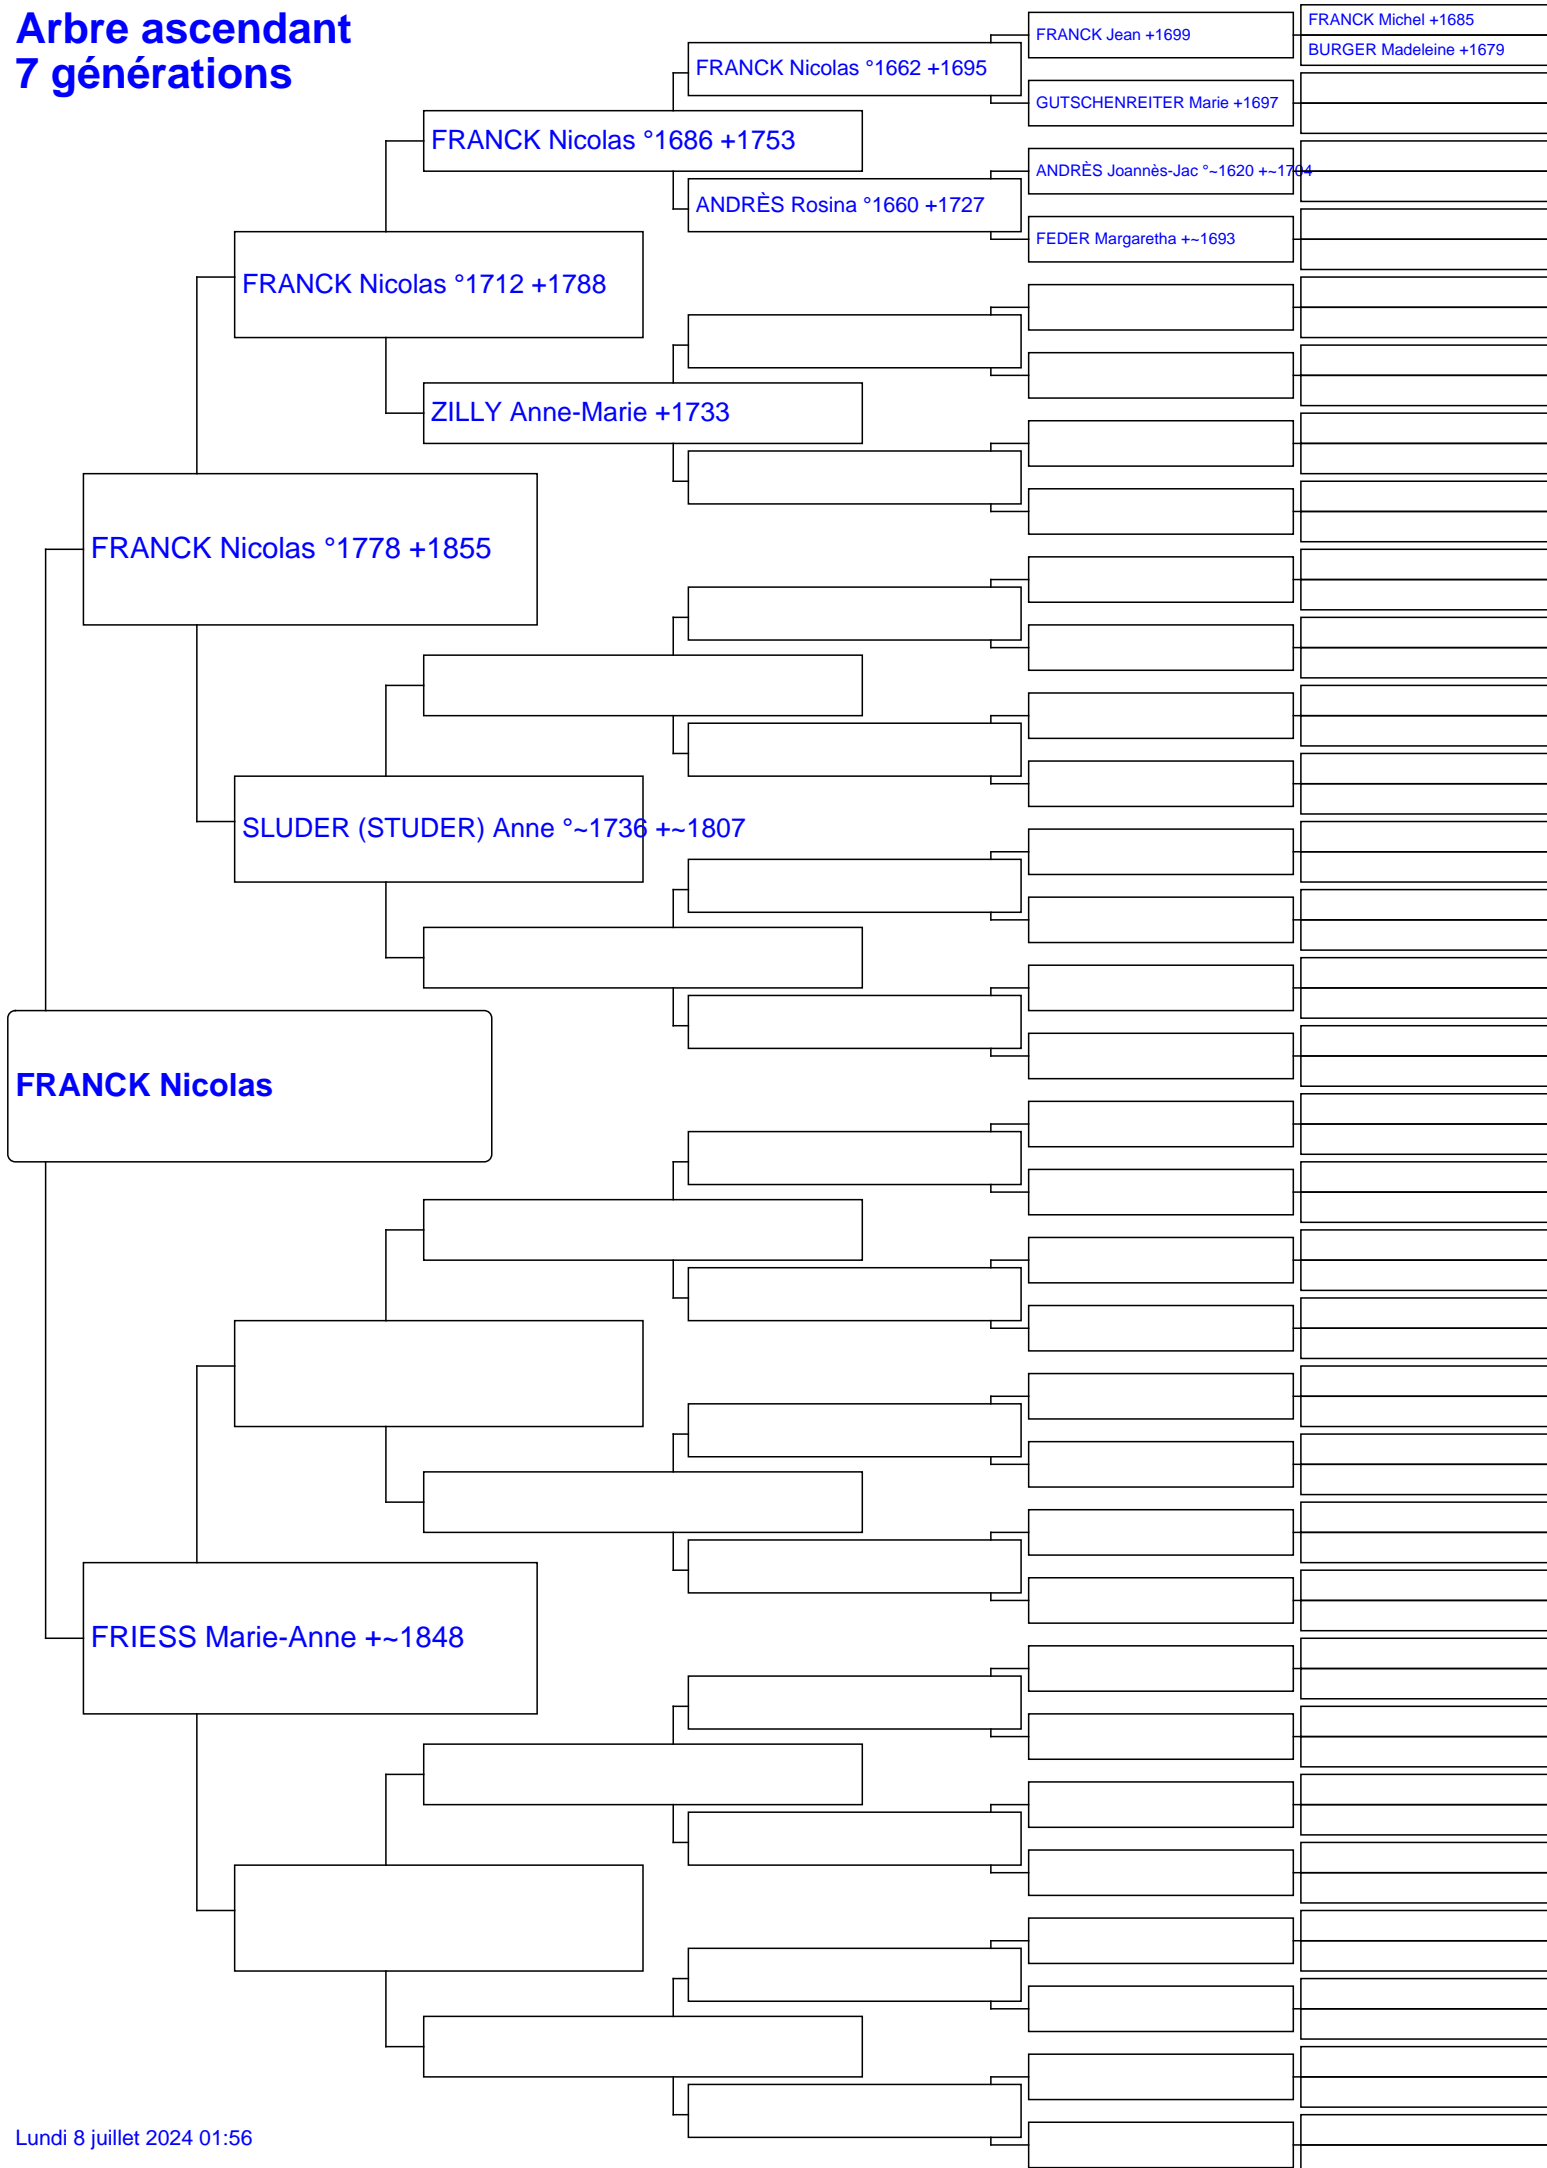 Arbre ascendant
7 générations
FRANCK Michel +1685
FRANCK Jean +1699
BURGER Madeleine +1679
FRANCK Nicolas °1662 +1695
GUTSCHENREITER Marie +1697
FRANCK Nicolas °1686 +1753
ANDRÈS Joannès-Jac °~1620 +~1704
ANDRÈS Rosina °1660 +1727
FEDER Margaretha +~1693
FRANCK Nicolas °1712 +1788
ZILLY Anne-Marie +1733
FRANCK Nicolas °1778 +1855
SLUDER (STUDER) Anne °~1736 +~1807
FRANCK Nicolas
FRIESS Marie-Anne +~1848
Lundi 8 juillet 2024 01:56